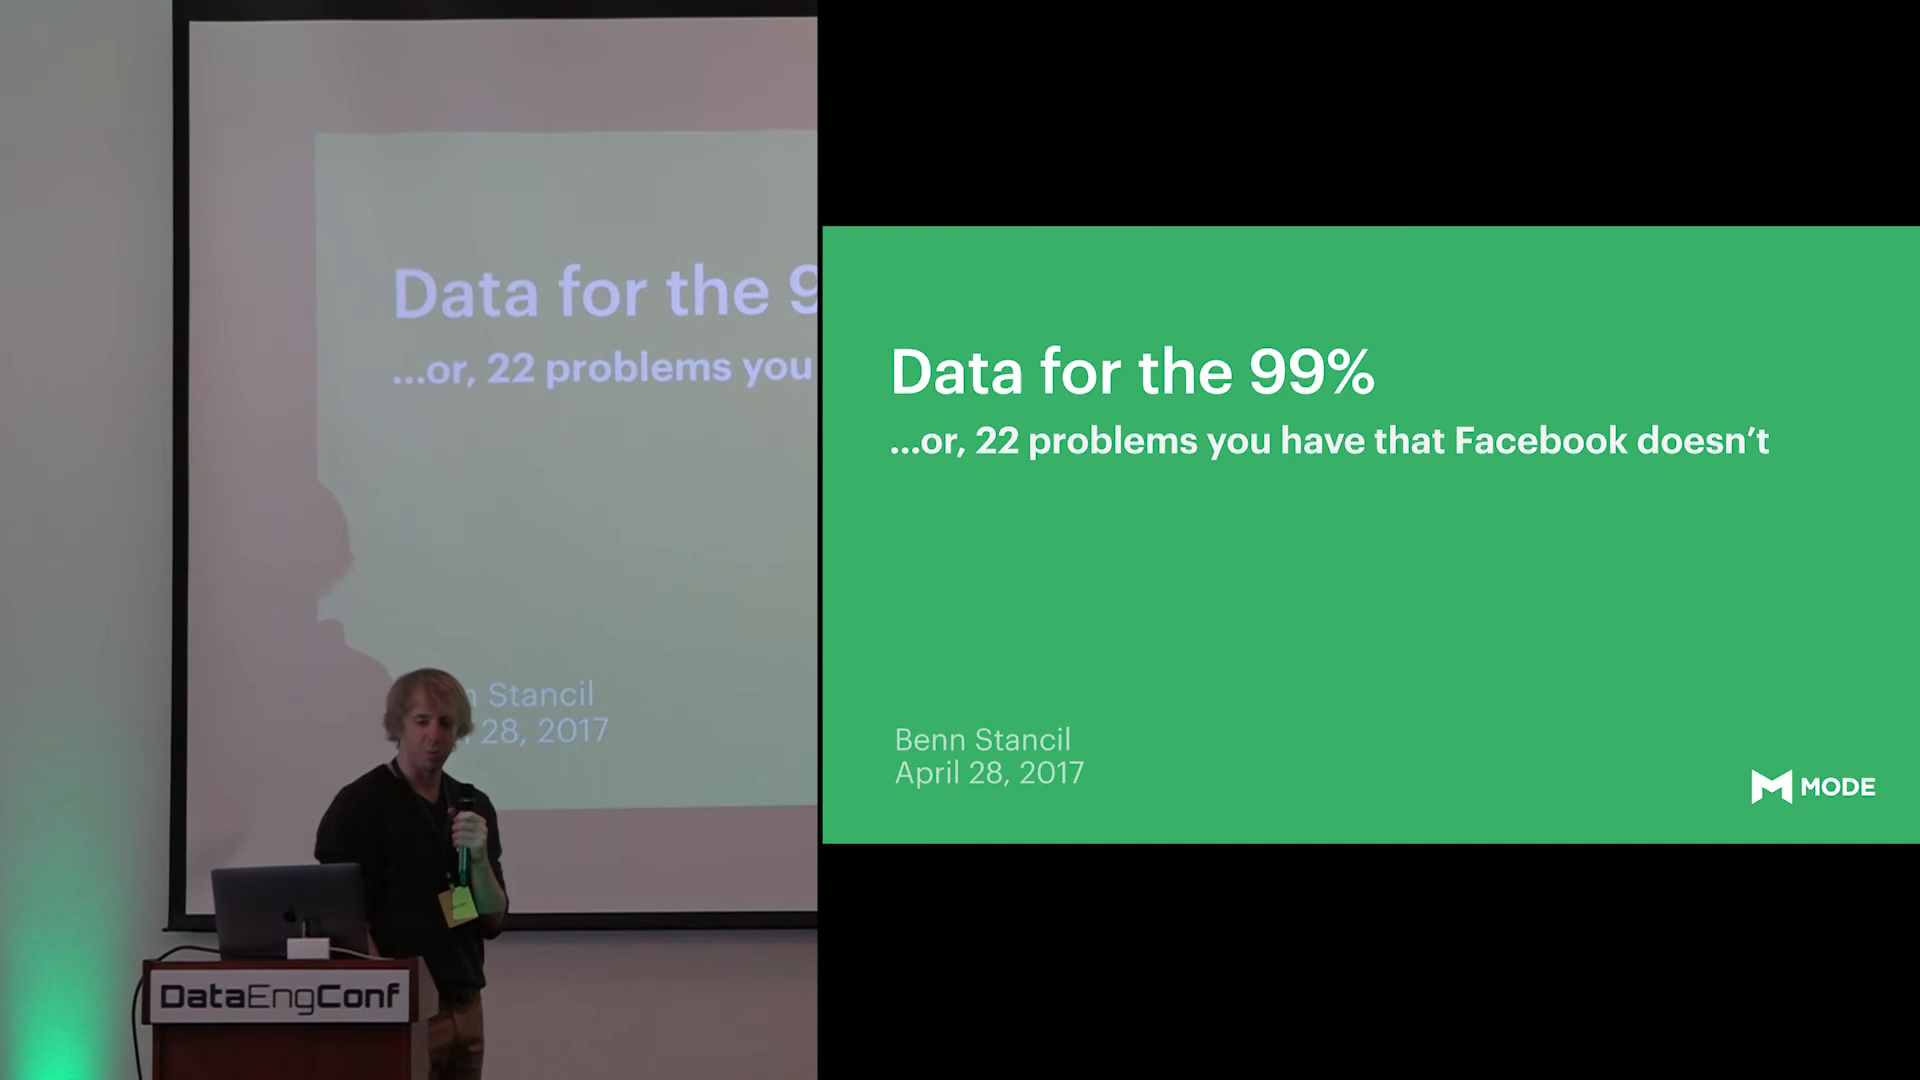 Data for the 9
...or, 22 problems you
n Stancil
28, 2017
DataEngConf
Data for the 99%
...or, 22 problems you have that Facebook doesn't
Benn Stancil
April 28, 2017
MODE